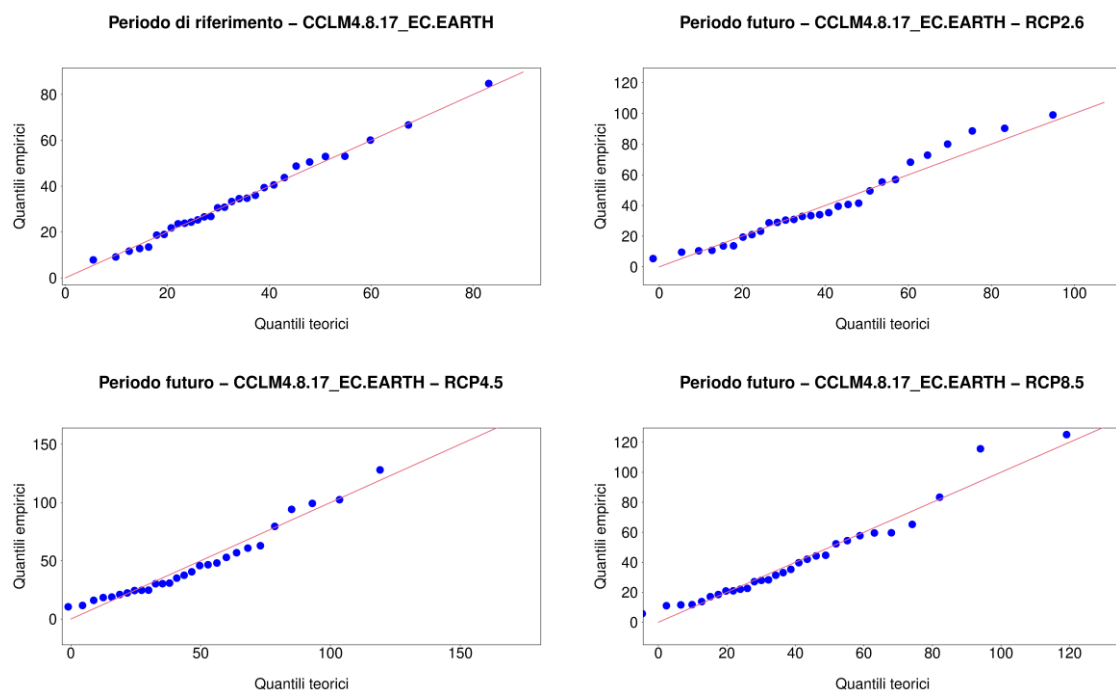 Periodo di riferimento – CCLM4.8.17_EC.EARTH
Quantili empirici
80
60
40
20
0
0 20 40 60 80
Quantili teorici
Periodo futuro – CCLM4.8.17_EC.EARTH – RCP2.6
Quantili empirici
120
100
80
60
40
20
0
0 20 40 60 80 100
Quantili teorici
Periodo futuro – CCLM4.8.17_EC.EARTH – RCP4.5
Quantili empirici
150
100
50
0
0 50 100 150
Quantili teorici
Periodo futuro – CCLM4.8.17_EC.EARTH – RCP8.5
Quantili empirici
120
100
80
60
40
20
0
0 20 40 60 80 100 120
Quantili teorici